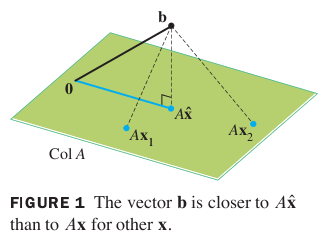 b
0
Ax̂
Ax₁
Ax₂
Col A
FIGURE 1 The vector b is closer to Ax̂
than to Ax for other x.